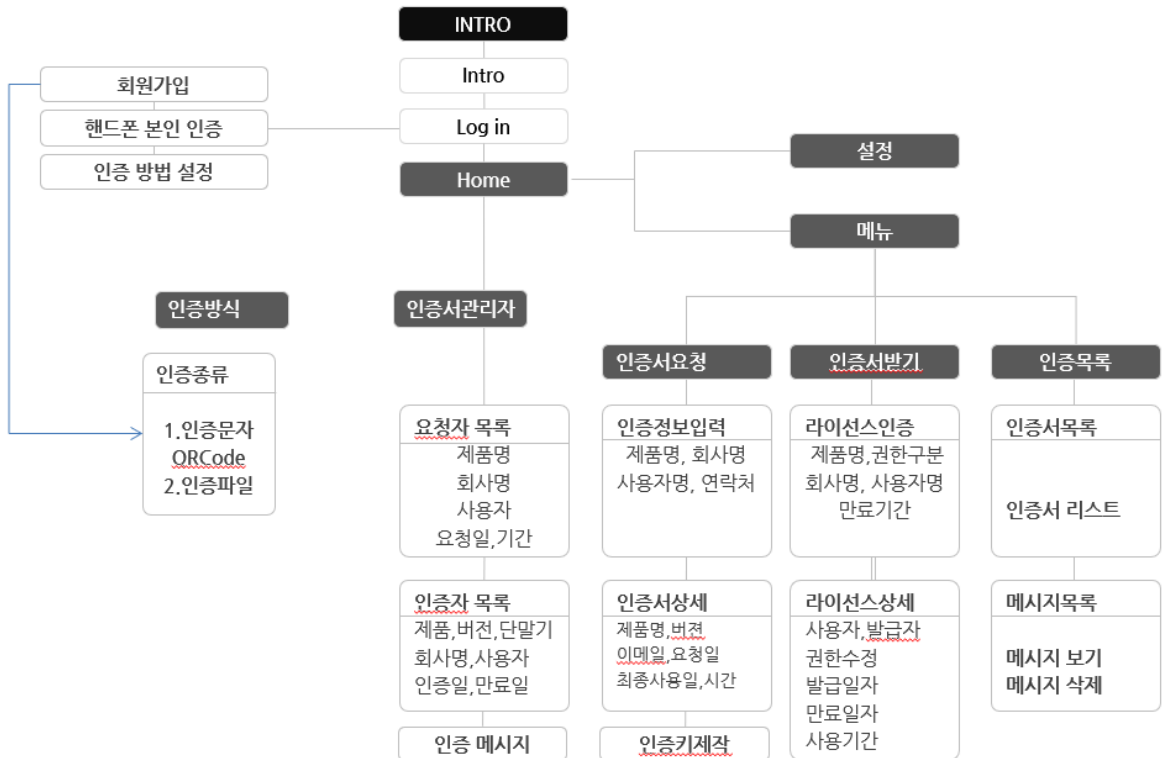 INTRO
Intro
Log in
Home
회원가입
핸드폰 본인 인증
인증 방법 설정
설정
메뉴
인증방식
인증종류
1.인증문자
QRCode
2.인증파일
인증서관리자
요청자 목록
제품명
회사명
사용자
요청일,기간
인증자 목록
제품,버전,단말기
회사명,사용자
인증일,만료일
인증 메시지
인증서요청
인증정보입력
제품명, 회사명
사용자명, 연락처
인증서상세
제품명,버젼
이메일,요청일
최종사용일,시간
인증키제작
인증서받기
라이선스인증
제품명,권한구분
회사명, 사용자명
만료기간
라이선스상세
사용자,발급자
권한수정
발급일자
만료일자
사용기간
인증목록
인증서목록
인증서 리스트
메시지목록
메시지 보기
메시지 삭제